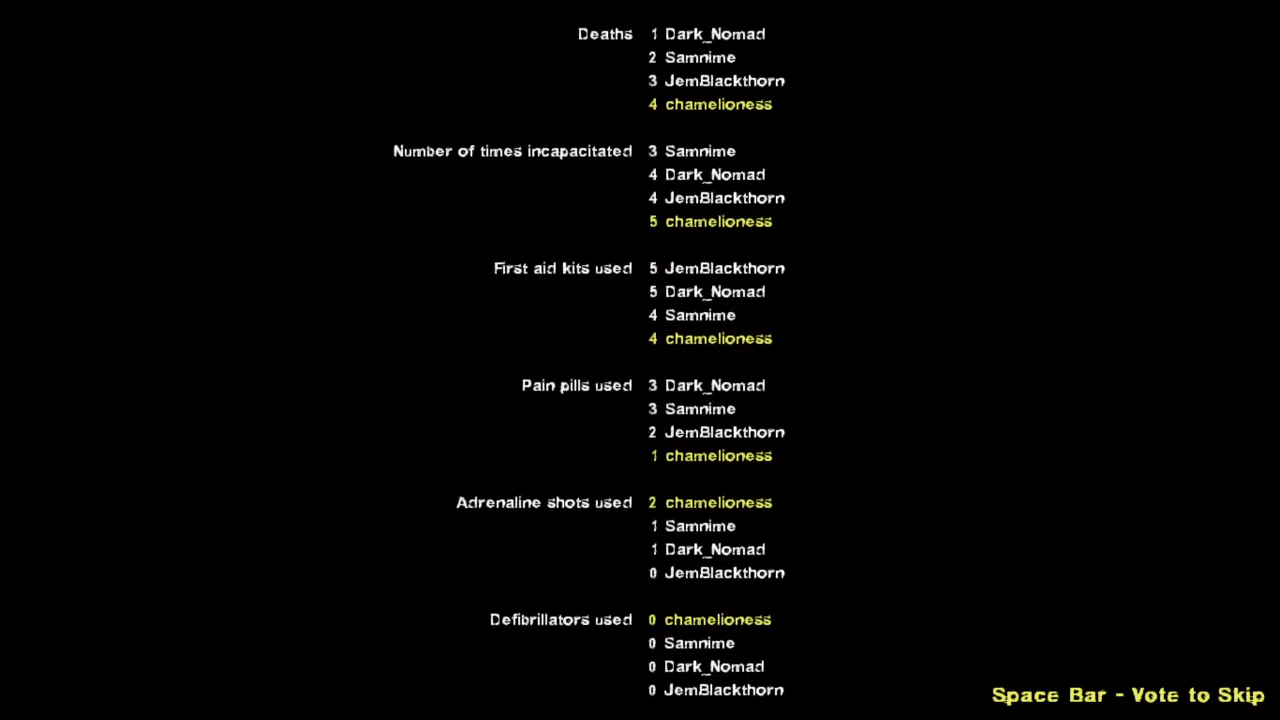 Deaths 1 Dark_Nomad
2 Samnime
3 JemBlackthorn
4 chamelioness
Number of times incapacitated 3 Samnime
4 Dark_Nomad
4 JemBlackthorn
5 chamelioness
First aid kits used 5 JemBlackthorn
5 Dark_Nomad
4 Samnime
4 chamelioness
Pain pills used 3 Dark_Nomad
3 Samnime
2 JemBlackthorn
1 chamelioness
Adrenaline shots used 2 chamelioness
1 Samnime
1 Dark_Nomad
0 JemBlackthorn
Defibrillators used 0 chamelioness
0 Samnime
0 Dark_Nomad
0 JemBlackthorn
Space Bar - Vote to Skip